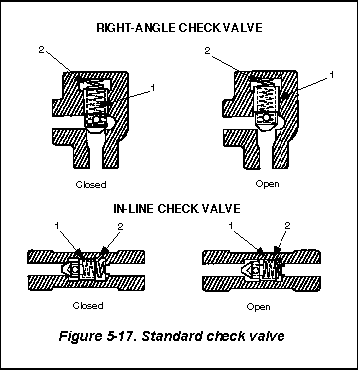 RIGHT-ANGLE CHECK VALVE
2
1
2
1
Closed
Open
IN-LINE CHECK VALVE
1
2
1
2
Closed
Open
Figure 5-17. Standard check valve